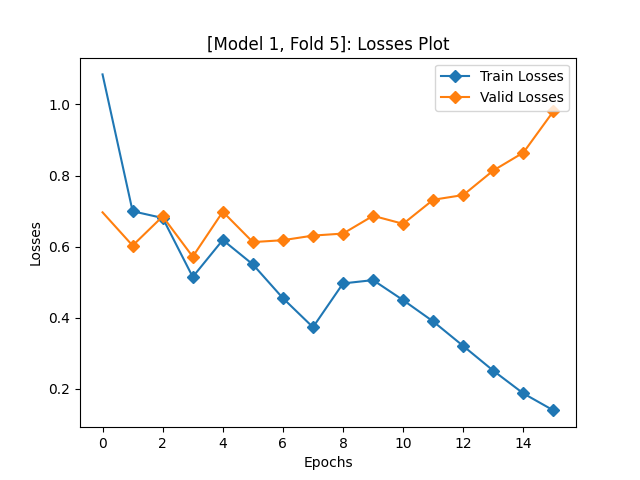 [Model 1, Fold 5]: Losses Plot
Train Losses
Valid Losses
Losses
1.0
0.8
0.6
0.4
0.2
0 2 4 6 8 10 12 14
Epochs